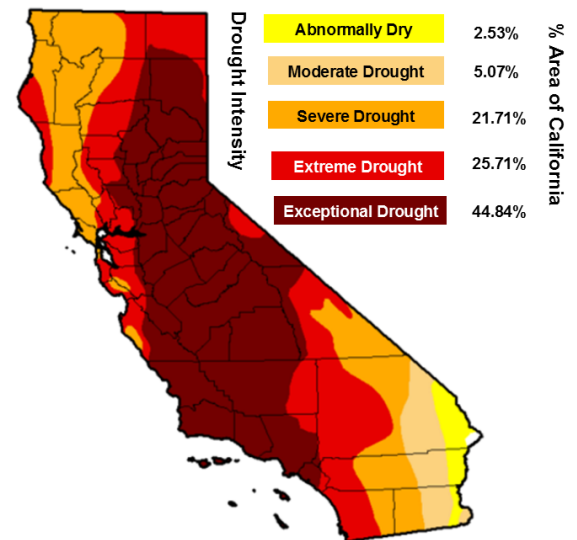 Drought Intensity
% Area of California
Abnormally Dry 2.53%
Moderate Drought 5.07%
Severe Drought 21.71%
Extreme Drought 25.71%
Exceptional Drought 44.84%